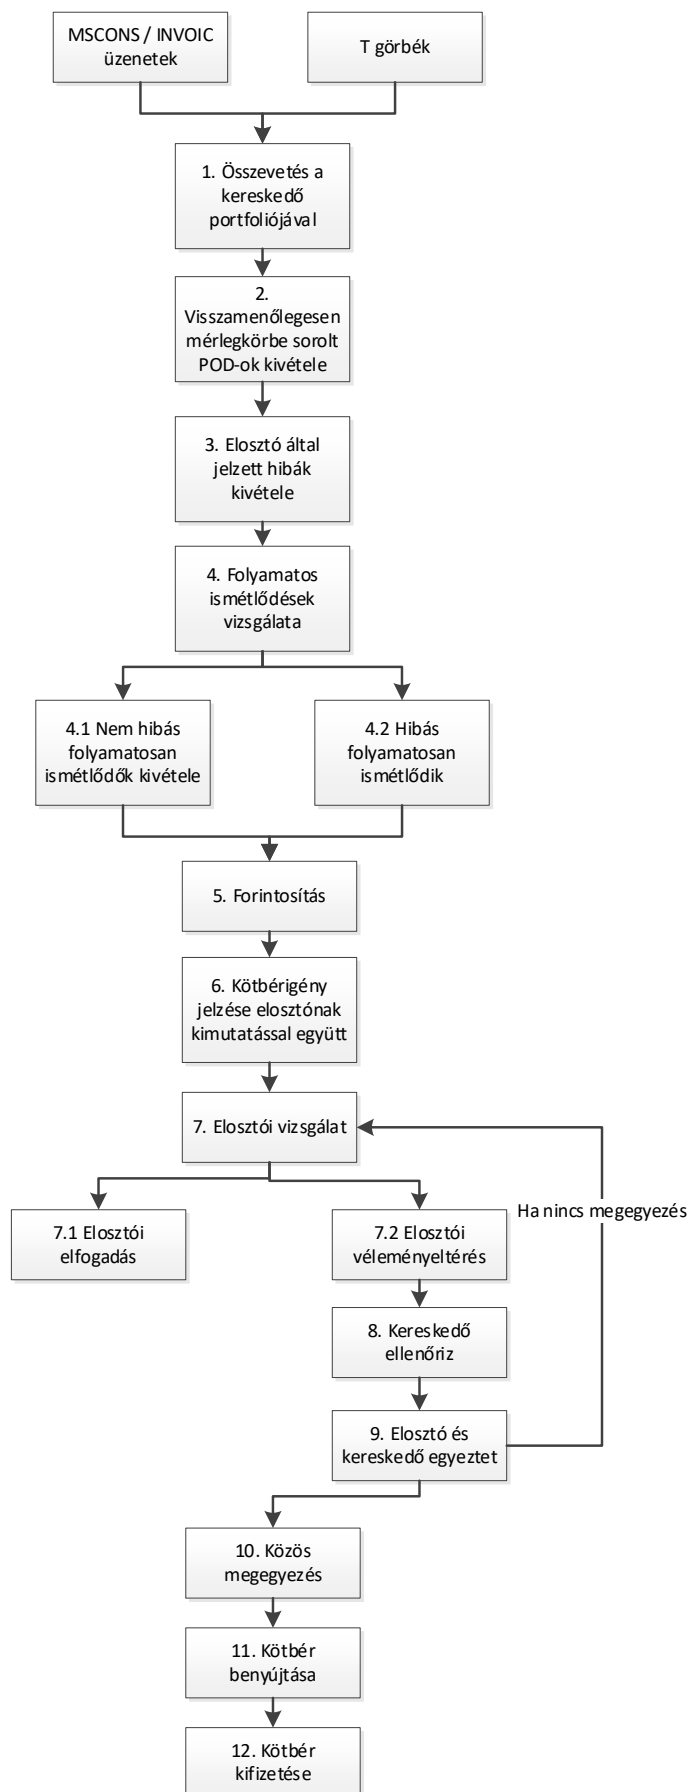 MSCONS / INVOIC
üzenetek
T görbék
1. Összevetés a
kereskedő
portfoliójával
2.
Visszamenőlegesen
mérlegkörbe sorolt
POD-ok kivétele
3. Elosztó által
jelzett hibák
kivétele
4. Folyamatos
ismétlődések
vizsgálata
4.1 Nem hibás
folyamatosan
ismétlődők kivétele
4.2 Hibás
folyamatosan
ismétlődik
5. Forintosítás
6. Kötbérigény
jelzése elosztónak
kimutatással együtt
7. Elosztói vizsgálat
7.1 Elosztói
elfogadás
7.2 Elosztói
véleményeltérés
Ha nincs megegyezés
8. Kereskedő
ellenőriz
9. Elosztó és
kereskedő egyeztet
10. Közös
megegyezés
11. Kötbér
benyújtása
12. Kötbér
kifizetése